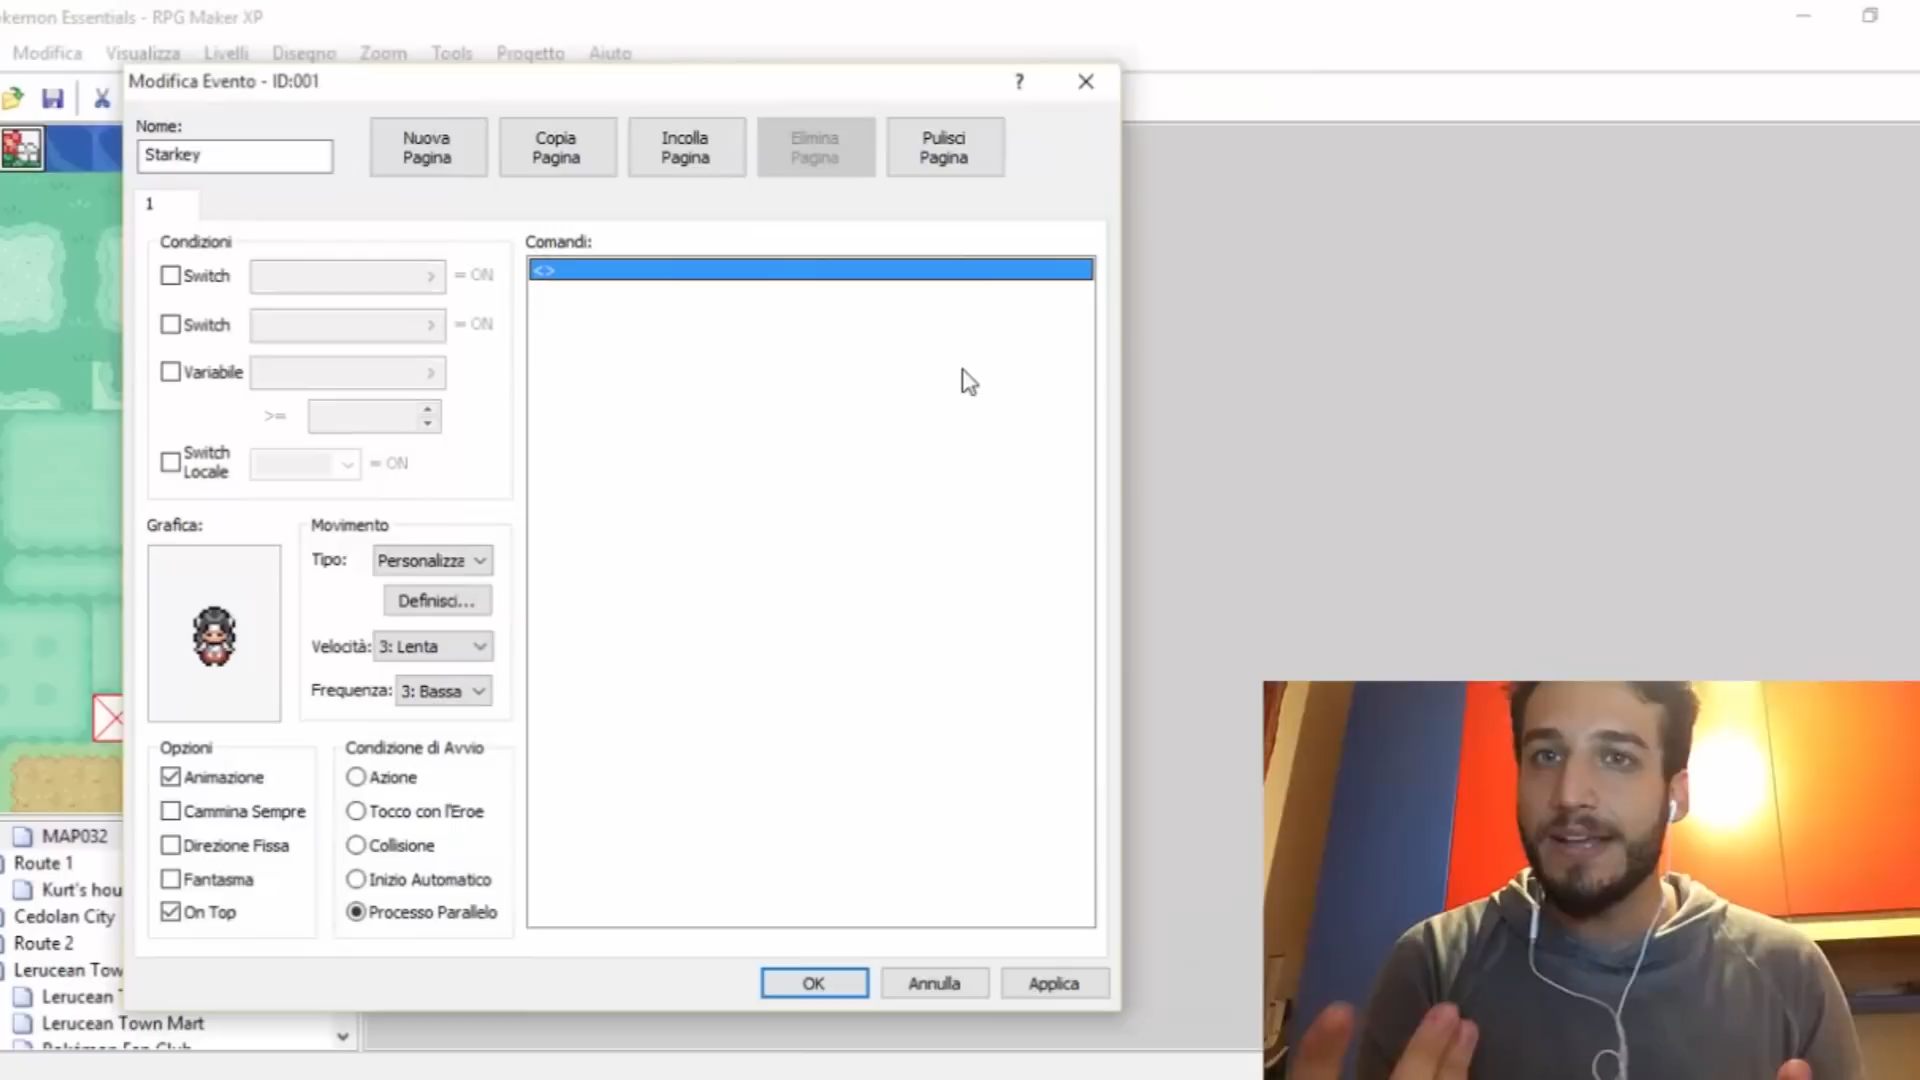 kemon Essentials - RPG Maker XP
Modifica Visualizza Livelli Disegno Zoom Tools Progetto Aiuto
Modifica Evento - ID:001
?
Nome:
Starkey
Nuova Pagina
Copia Pagina
Incolla Pagina
Elimina Pagina
Pulisci Pagina
1
Condizioni
Switch = ON
Switch = ON
Variabile
>=
Switch Locale = ON
Comandi:
<>
Grafica:
Movimento
Tipo: Personalizza
Definisci...
Velocità: 3: Lenta
Frequenza: 3: Bassa
Opzioni
Animazione
Cammina Sempre
Direzione Fissa
Fantasma
On Top
Condizione di Avvio
Azione
Tocco con l'Eroe
Collisione
Inizio Automatico
Processo Parallelo
OK Annulla Applica
MAP032
Route 1
Kurt's hou
Cedolan City
Route 2
Lerucean Tow
Lerucean T
Lerucean Town Mart
Pokémon Fan Club